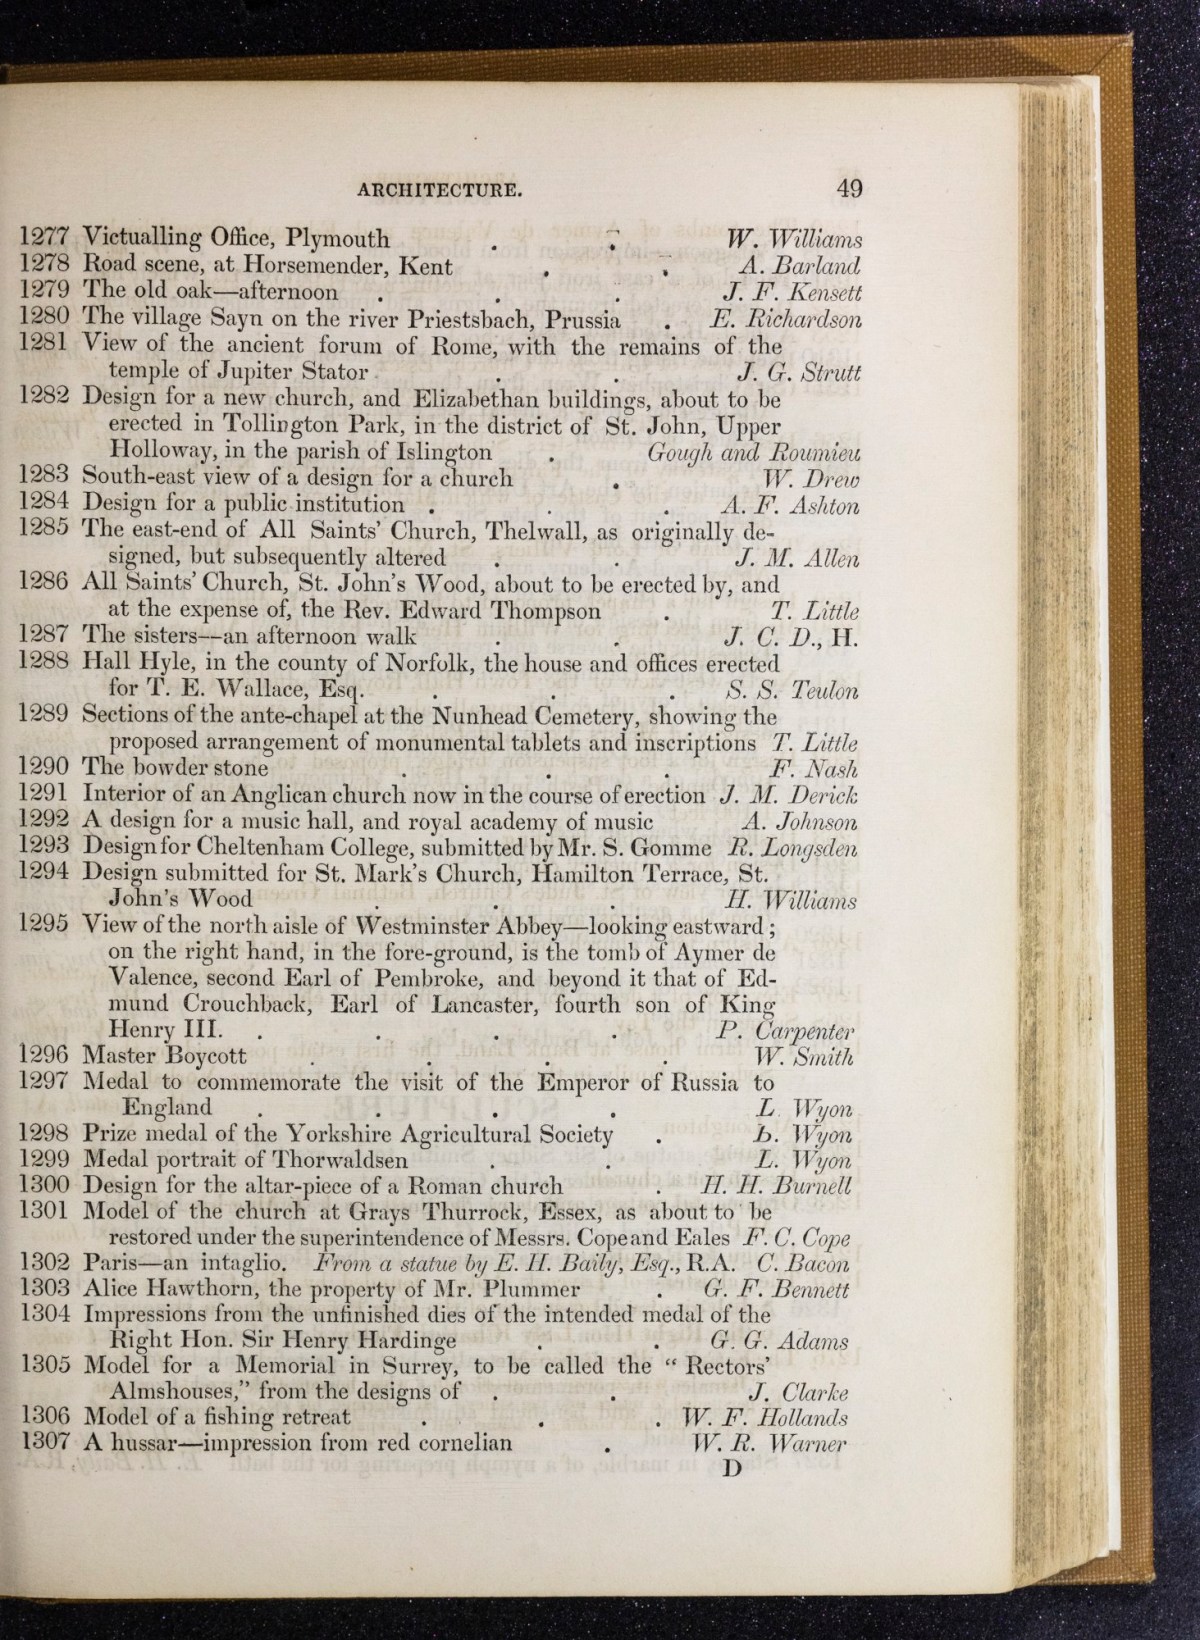 ARCHITECTURE. 49
1277 Victualling Office, Plymouth . . W. Williams
1278 Road scene, at Horsemender, Kent . . A. Barland
1279 The old oak—afternoon . . . J. F. Kensett
1280 The village Sayn on the river Priestsbach, Prussia . E. Richardson
1281 View of the ancient forum of Rome, with the remains of the
temple of Jupiter Stator . . . J. G. Strutt
1282 Design for a new church, and Elizabethan buildings, about to be
erected in Tollington Park, in the district of St. John, Upper
Holloway, in the parish of Islington . Gough and Roumieu
1283 South-east view of a design for a church . W. Drew
1284 Design for a public institution . . . A. F. Ashton
1285 The east-end of All Saints' Church, Thelwall, as originally de-
signed, but subsequently altered . . J. M. Allen
1286 All Saints' Church, St. John's Wood, about to be erected by, and
at the expense of, the Rev. Edward Thompson . T. Little
1287 The sisters—an afternoon walk . . J. C. D., H.
1288 Hall Hyle, in the county of Norfolk, the house and offices erected
for T. E. Wallace, Esq. . . . S. S. Teulon
1289 Sections of the ante-chapel at the Nunhead Cemetery, showing the
proposed arrangement of monumental tablets and inscriptions T. Little
1290 The bowder stone . . . F. Nash
1291 Interior of an Anglican church now in the course of erection J. M. Derick
1292 A design for a music hall, and royal academy of music A. Johnson
1293 Design for Cheltenham College, submitted by Mr. S. Gomme R. Longsden
1294 Design submitted for St. Mark's Church, Hamilton Terrace, St.
John's Wood . . . H. Williams
1295 View of the north aisle of Westminster Abbey—looking eastward;
on the right hand, in the fore-ground, is the tomb of Aymer de
Valence, second Earl of Pembroke, and beyond it that of Ed-
mund Crouchback, Earl of Lancaster, fourth son of King
Henry III. . . . . P. Carpenter
1296 Master Boycott . . . . W. Smith
1297 Medal to commemorate the visit of the Emperor of Russia to
England . . . . L. Wyon
1298 Prize medal of the Yorkshire Agricultural Society . L. Wyon
1299 Medal portrait of Thorwaldsen . . L. Wyon
1300 Design for the altar-piece of a Roman church . H. H. Burnell
1301 Model of the church at Grays Thurrock, Essex, as about to be
restored under the superintendence of Messrs. Cope and Eales F. C. Cope
1302 Paris—an intaglio. From a statue by E. H. Baily, Esq., R.A. C. Bacon
1303 Alice Hawthorn, the property of Mr. Plummer . G. F. Bennett
1304 Impressions from the unfinished dies of the intended medal of the
Right Hon. Sir Henry Hardinge . . G. G. Adams
1305 Model for a Memorial in Surrey, to be called the "Rectors'
Almshouses," from the designs of . . J. Clarke
1306 Model of a fishing retreat . . . W. F. Hollands
1307 A hussar—impression from red cornelian . W. R. Warner
D